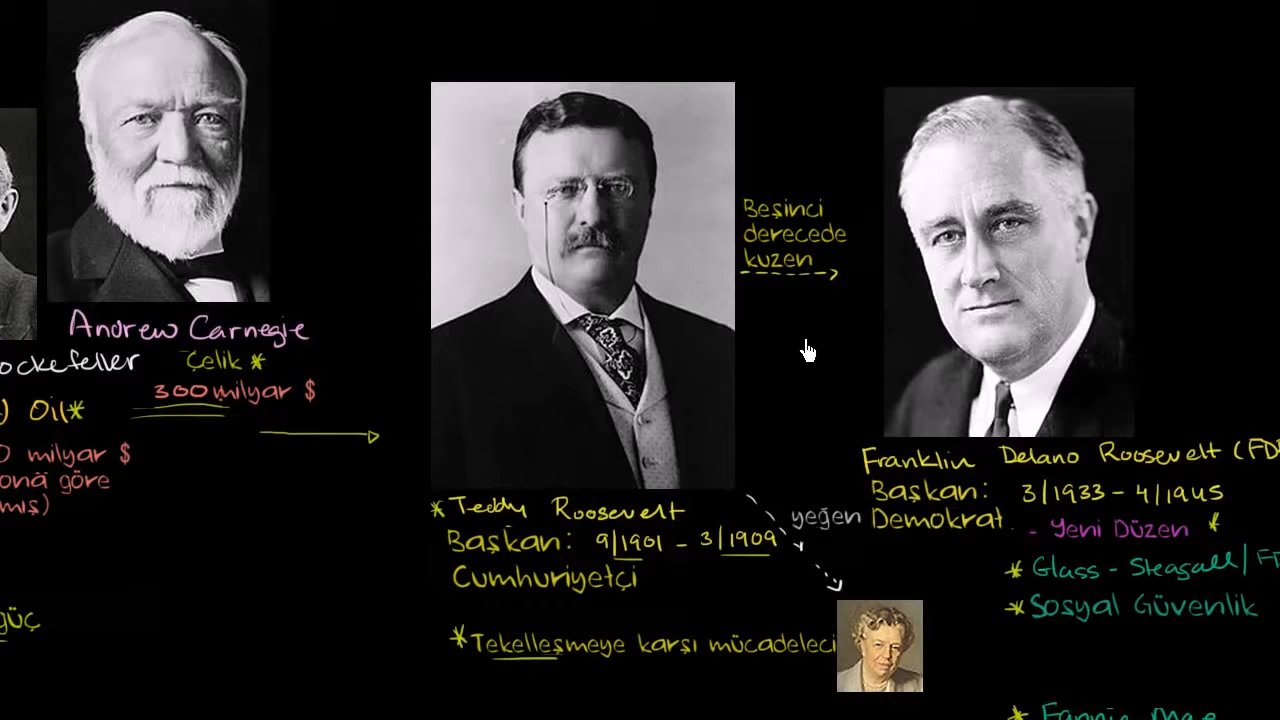 Andrew Carnegie
ockefeller
Çelik *
300 milyar $
Oil*
milyar $
göre
güç
Beşinci
derecede
kuzen
* Teddy Roosevelt
Başkan: 9/1901 - 3/1909
Cumhuriyetçi
* Tekelleşmeye karşı mücadeleci
yeğen
Franklin Delano Roosevelt (FD
Başkan: 3/1933 - 4/1945
Demokrat
- Yeni Düzen *
* Glass - Steagall/F
* Sosyal Güvenlik
* Fannie Mae